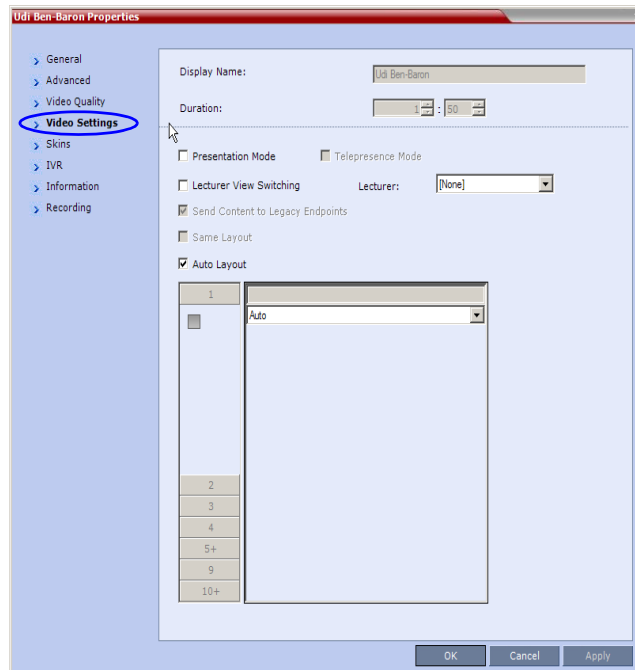 Udi Ben-Baron Properties
General
Advanced
Video Quality
Video Settings
Skins
IVR
Information
Recording
Display Name: Udi Ben-Baron
Duration: 1 : 50
Presentation Mode Telepresence Mode
Lecturer View Switching Lecturer: [None]
Send Content to Legacy Endpoints
Same Layout
Auto Layout
1
Auto
2
3
4
5+
9
10+
OK Cancel Apply